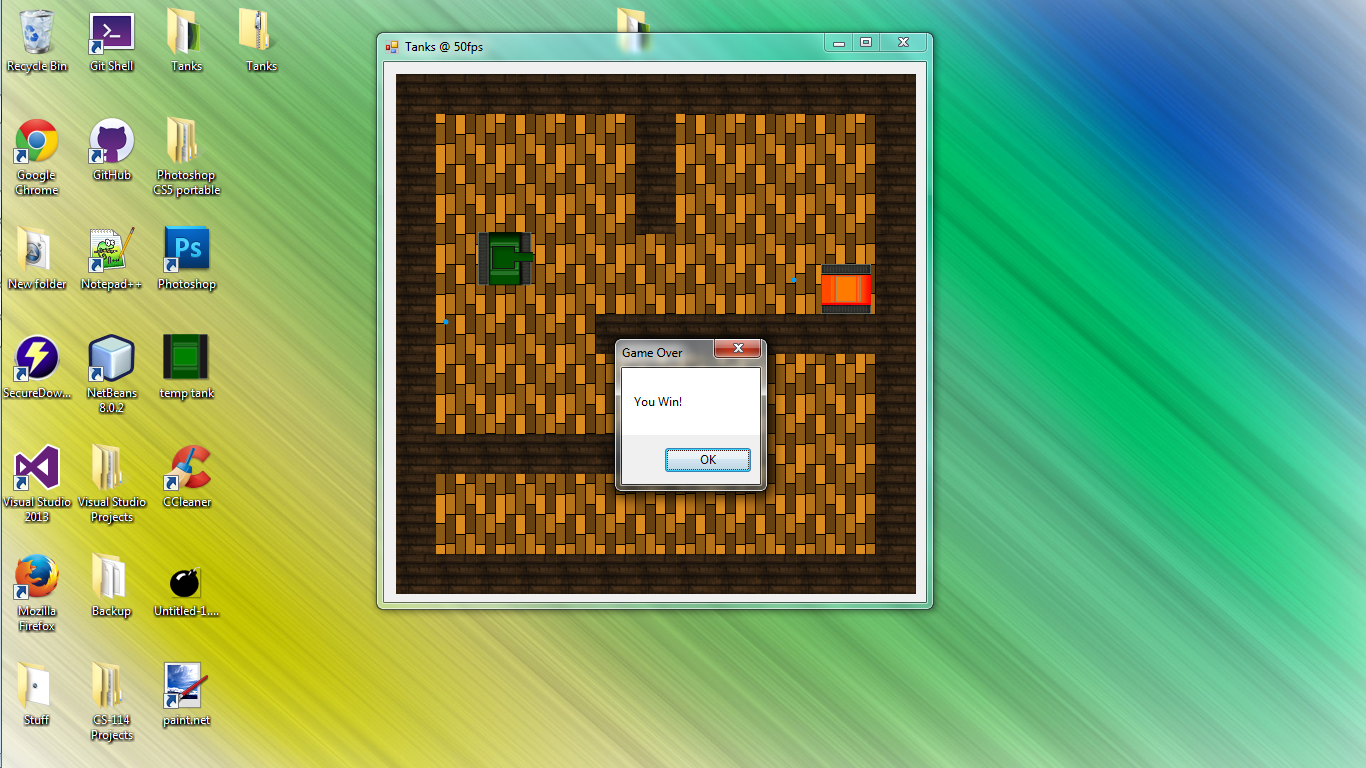 Recycle Bin
Git Shell
Tanks
Tanks
Google
Chrome
GitHub
Photoshop
CS5 portable
New folder
Notepad++
Ps
Photoshop
SecureDow...
NetBeans
8.0.2
temp tank
Visual Studio
2013
Visual Studio
Projects
CCleaner
Mozilla
Firefox
Backup
Untitled-1....
Stuff
CS-114
Projects
paint.net
Tanks @ 50fps
Game Over
You Win!
OK